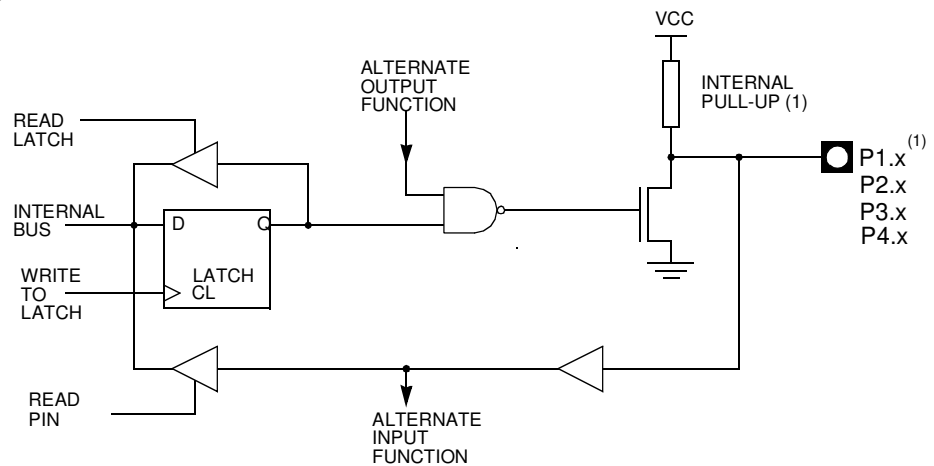 VCC
ALTERNATE
OUTPUT
FUNCTION
INTERNAL
PULL-UP (1)
READ
LATCH
P1.x (1)
P2.x
P3.x
P4.x
INTERNAL
BUS
D
Q
LATCH
CL
WRITE
TO
LATCH
READ
PIN
ALTERNATE
INPUT
FUNCTION